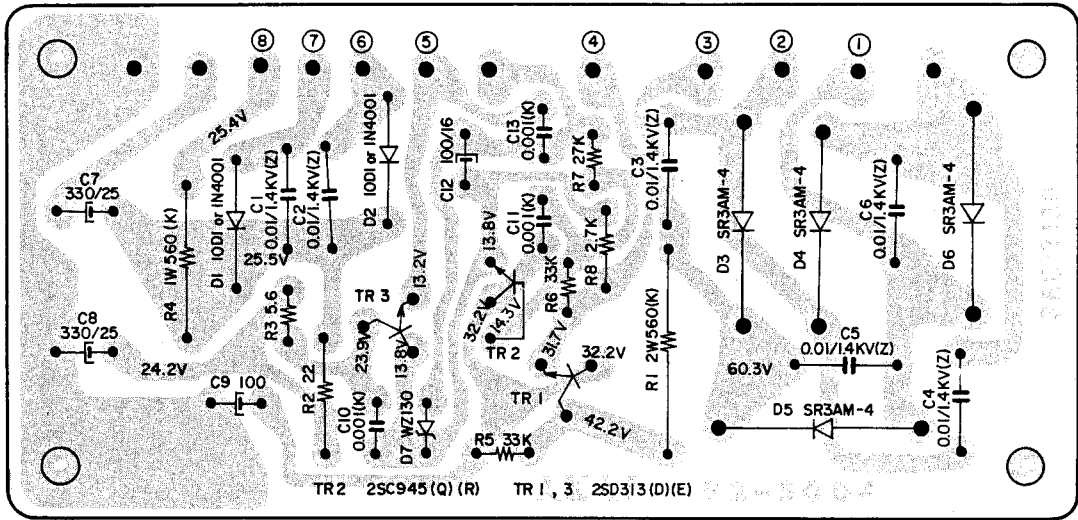 ⑧ ⑦ ⑥ ⑤ ④ ③ ② ①
25.4V
C7
330/25
R4 1W 560 (K)
D1 10D1 or IN4001
C1
0.01/1.4KV(Z)
C2
0.01/1.4KV(Z)
25.5V
D2 10D1 or IN4001
C12 100/16
C13
0.001(K)
R7 27K
C3
0.01/1.4KV(Z)
D3 SR3AM-4
D4 SR3AM-4
C6
0.01/1.4KV(Z)
D6 SR3AM-4
C11
0.001(K)
13.8V
R8 2.7K
R6 33K
13.2V
TR 3
R3 5.6
23.9V
13.8V
32.2V
14.3V
TR 2
31.7V
32.2V
TR 1
42.2V
R1 2W560(K)
C8
330/25
24.2V
C9 100
R2 22
C10
0.001(K)
D7 WZ130
R5 33K
60.3V
C5
0.01/1.4KV(Z)
C4
0.01/1.4KV(Z)
D5 SR3AM-4
TR2 2SC945(Q)(R) TR1,3 2SD313(D)(E)